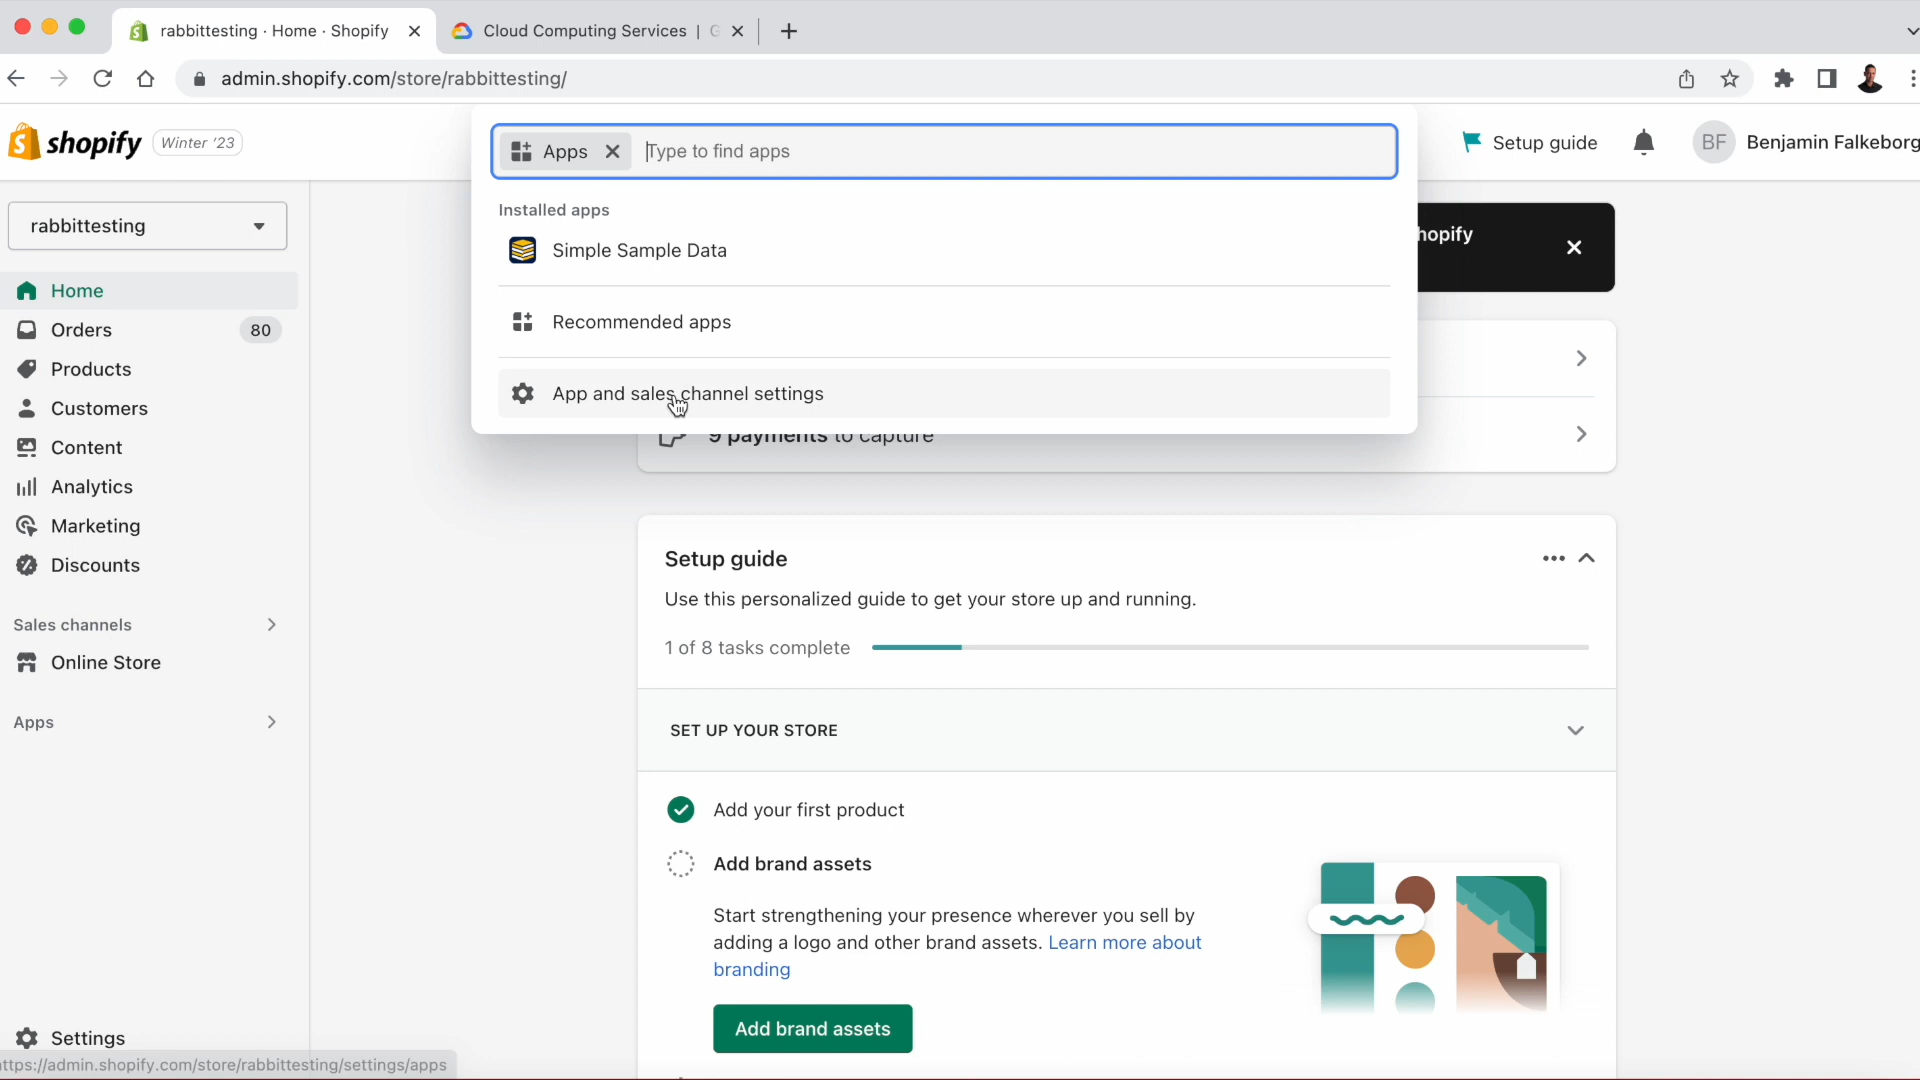 rabbittesting · Home · Shopify
Cloud Computing Services |
admin.shopify.com/store/rabbittesting/
shopify
Winter '23
Apps
Type to find apps
Setup guide
BF
Benjamin Falkeborg
rabbittesting
Installed apps
Simple Sample Data
hopify
Home
Recommended apps
Orders
80
Products
App and sales channel settings
Customers
9 payments to capture
Content
Analytics
Marketing
Discounts
Setup guide
Use this personalized guide to get your store up and running.
1 of 8 tasks complete
Sales channels
Online Store
Apps
SET UP YOUR STORE
Add your first product
Add brand assets
Start strengthening your presence wherever you sell by
adding a logo and other brand assets. Learn more about
branding
Add brand assets
Settings
ttps://admin.shopify.com/store/rabbittesting/settings/apps